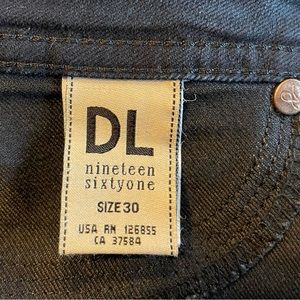 DL
nineteen
sixtyone
SIZE 30
USA RN 126855
CA 37584